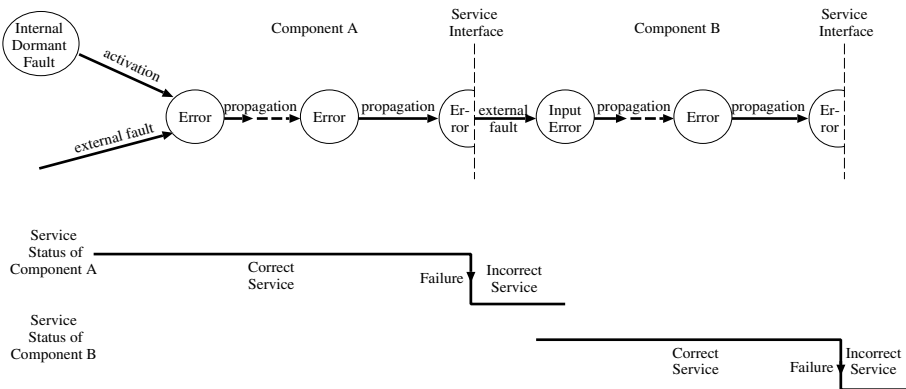 Internal
Dormant
Fault
Component A
Service
Interface
Component B
Service
Interface
activation
external fault
Error
propagation
Error
propagation
Er-
ror
external
fault
Input
Error
propagation
Error
propagation
Er-
ror
Service
Status of
Component A
Correct
Service
Failure
Incorrect
Service
Service
Status of
Component B
Correct
Service
Failure
Incorrect
Service